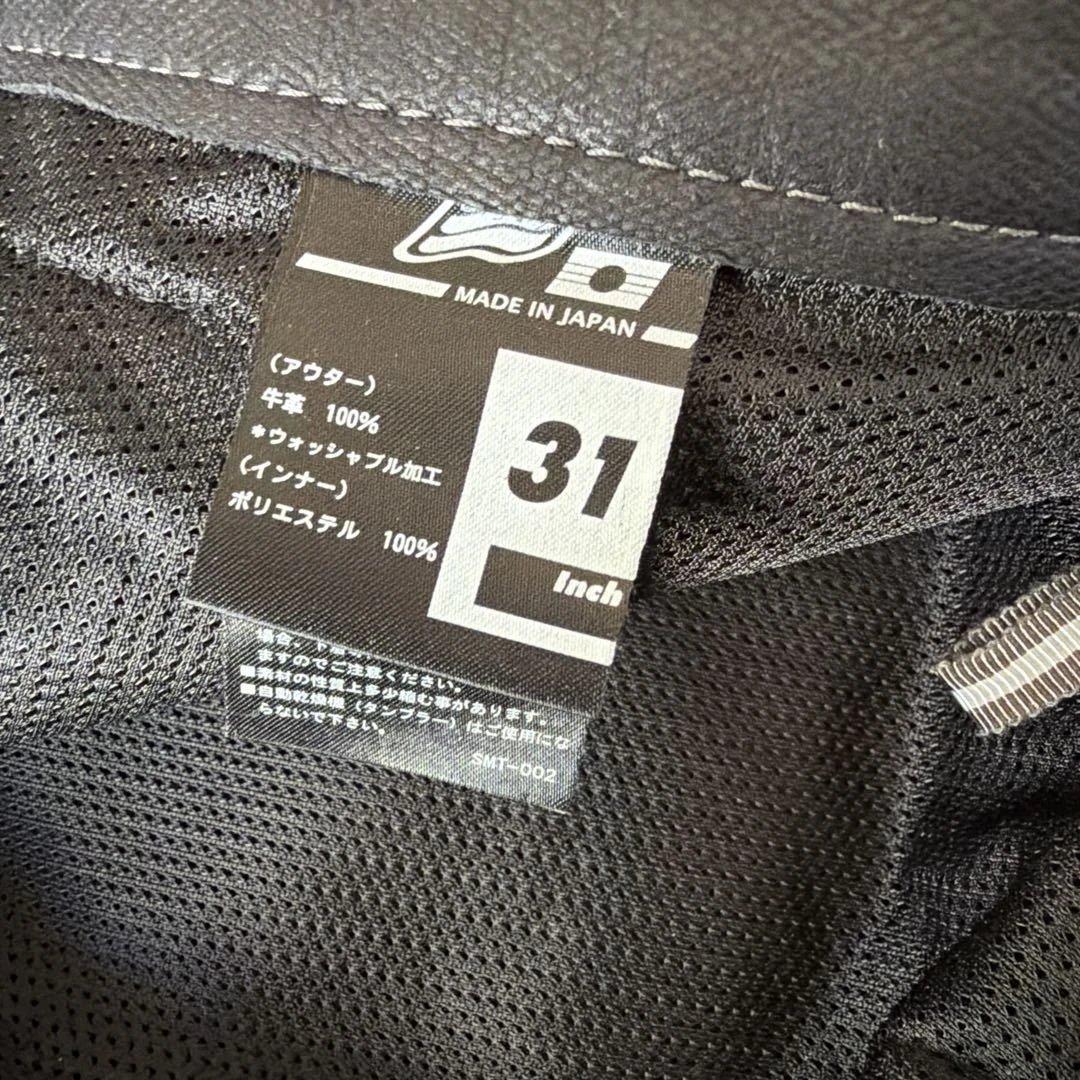 MADE IN JAPAN
(アウター)
牛革 100%
*ウォッシャブル加工
(インナー)
ポリエステル 100%
31
Inch
ますのでご注意ください。
■素材の性質上多少縮む事があります。
■自動乾燥機(タンブラー)はご使用にな
らないで下さい。
SMT-002